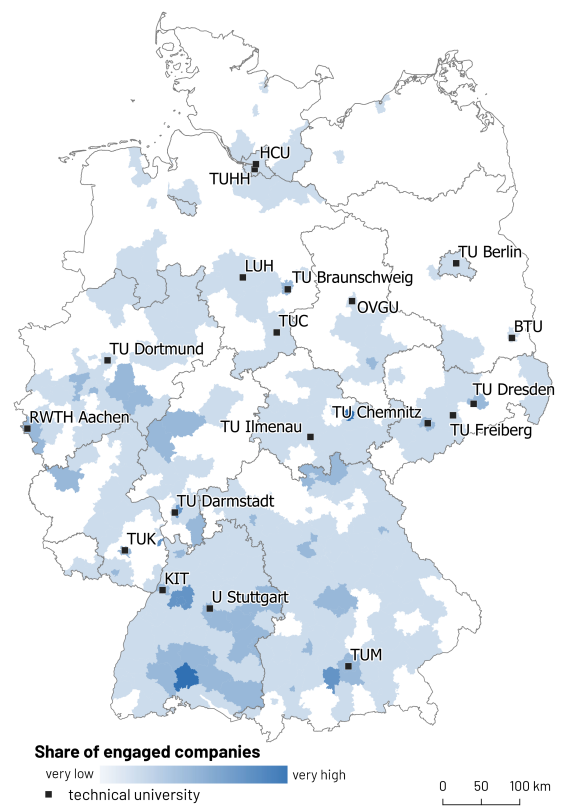 HCU
TUHH
TU Berlin
LUH
TU Braunschweig
OVGU
TUC
BTU
TU Dortmund
TU Dresden
RWTH Aachen
TU Chemnitz
TU Ilmenau
TU Freiberg
TU Darmstadt
TUK
KIT
U Stuttgart
TUM
Share of engaged companies
very low very high
technical university
0 50 100 km